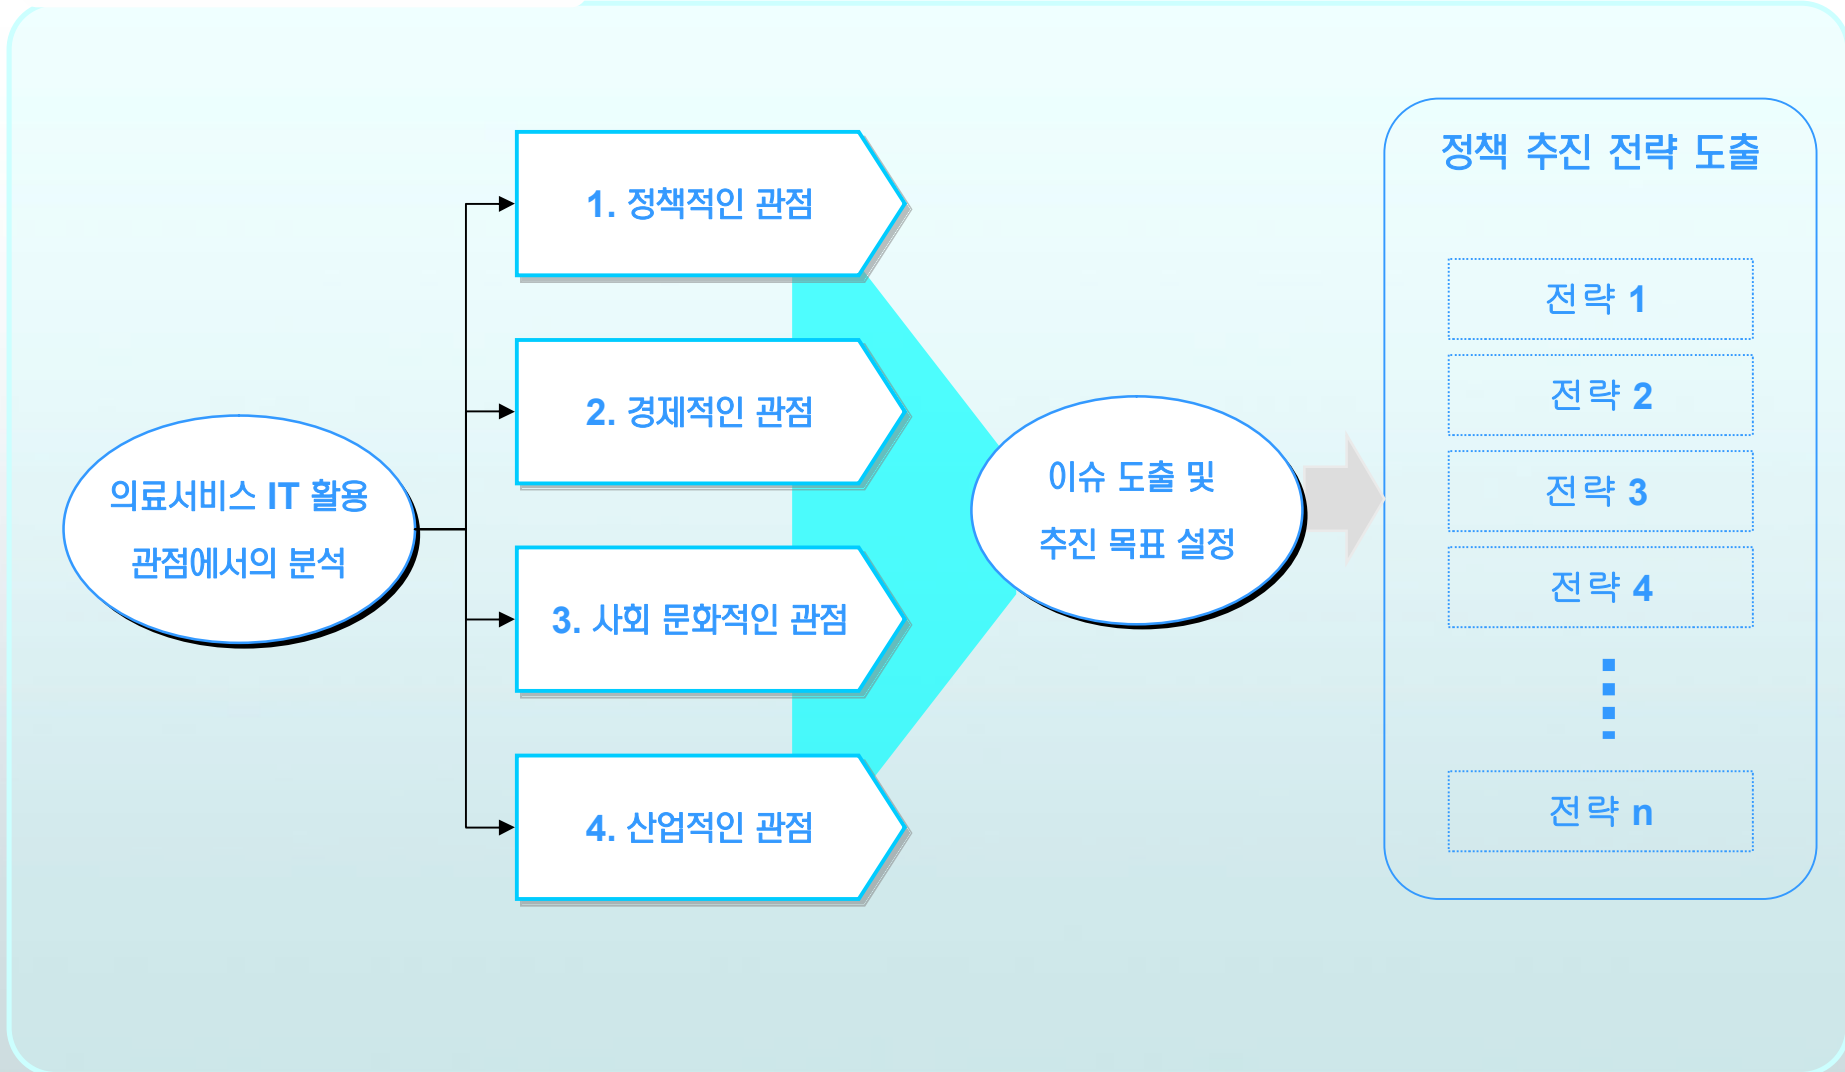 의료서비스 IT 활용
관점에서의 분석
1. 정책적인 관점
2. 경제적인 관점
3. 사회 문화적인 관점
4. 산업적인 관점
이슈 도출 및
추진 목표 설정
정책 추진 전략 도출
전략 1
전략 2
전략 3
전략 4
전략 n